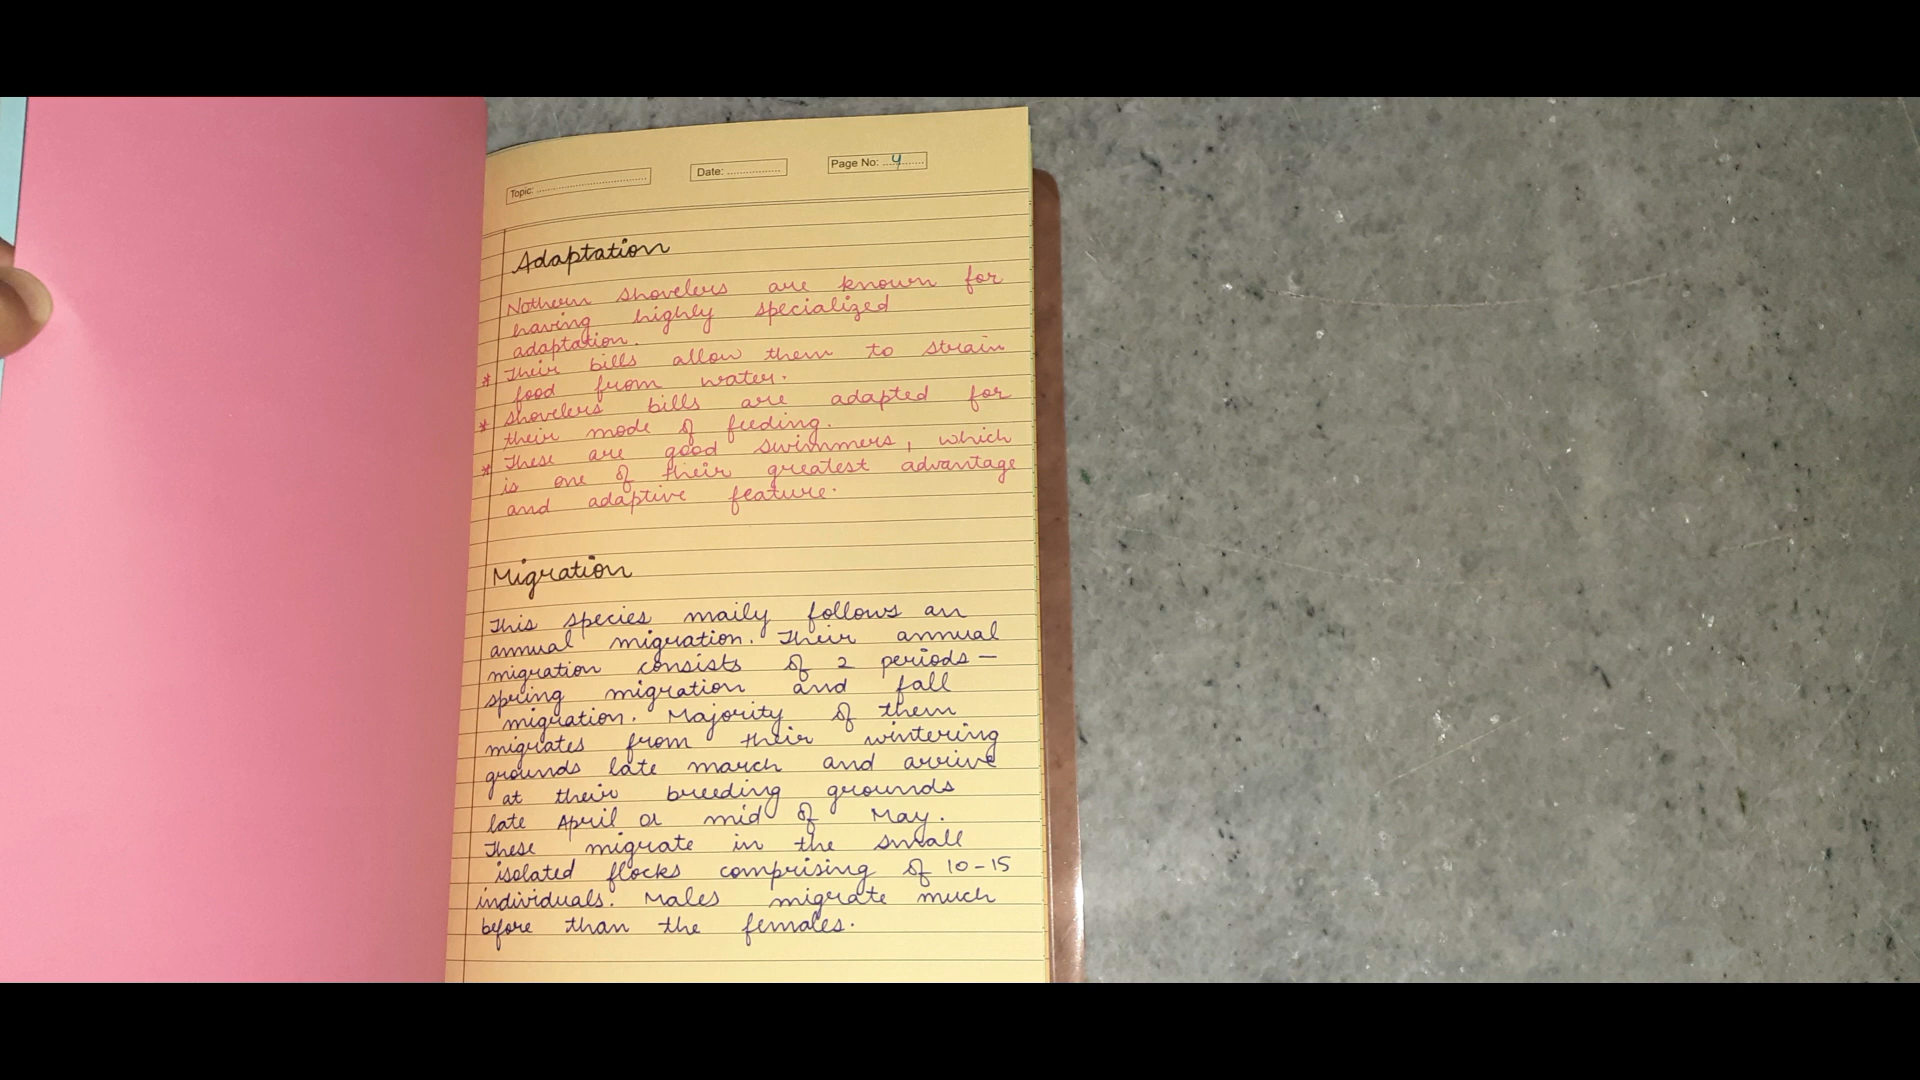 Topic: ..........
Date: ..........
Page No: 4
Adaptation
Nothern shovelers are known for
having highly specialized
adaptation.
* Their bills allow them to strain
food from water.
* shovelers bills are adapted for
their mode of feeding.
* These are good swimmers, which
is one of their greatest advantage
and adaptive feature.
Migration
This species maily follows an
annual migration. Their annual
migration consists of 2 periods –
spring migration and fall
migration. Majority of them
migrates from their wintering
grounds late march and arrive
at their breeding grounds
late April or mid of May.
These migrate in the small
isolated flocks comprising of 10-15
individuals. Males migrate much
before than the females.